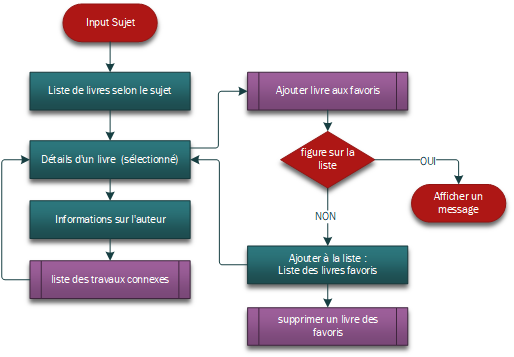 Input Sujet
Liste de livres selon le sujet
Détails d'un livre (sélectionné)
Informations sur l'auteur
liste des travaux connexes
Ajouter livre aux favoris
figure sur la
liste
OUI
Afficher un
message
NON
Ajouter à la liste :
Liste des livres favoris
supprimer un livre des
favoris